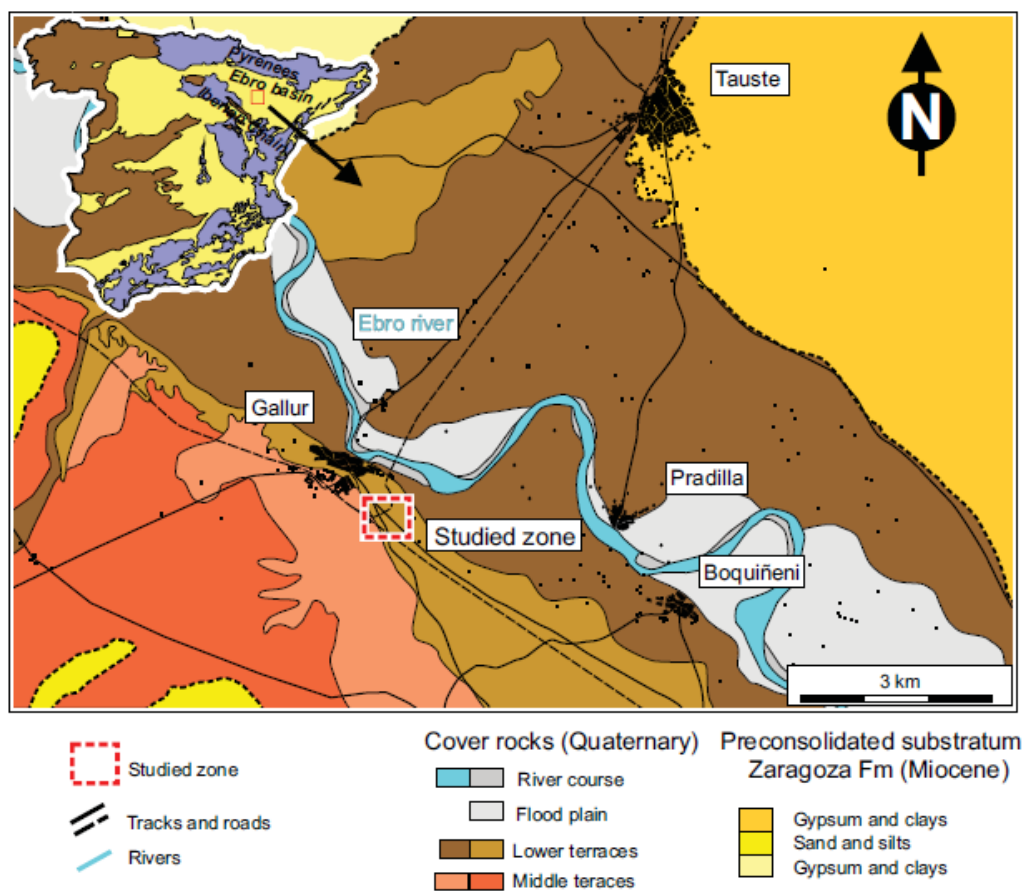 Pyrenees
Ebro basin
Iberian Chain
Tauste
N
Ebro river
Gallur
Pradilla
Studied zone
Boquiñeni
3 km
Studied zone
Tracks and roads
Rivers
Cover rocks (Quaternary)
River course
Flood plain
Lower terraces
Middle teraces
Preconsolidated substratum
Zaragoza Fm (Miocene)
Gypsum and clays
Sand and silts
Gypsum and clays